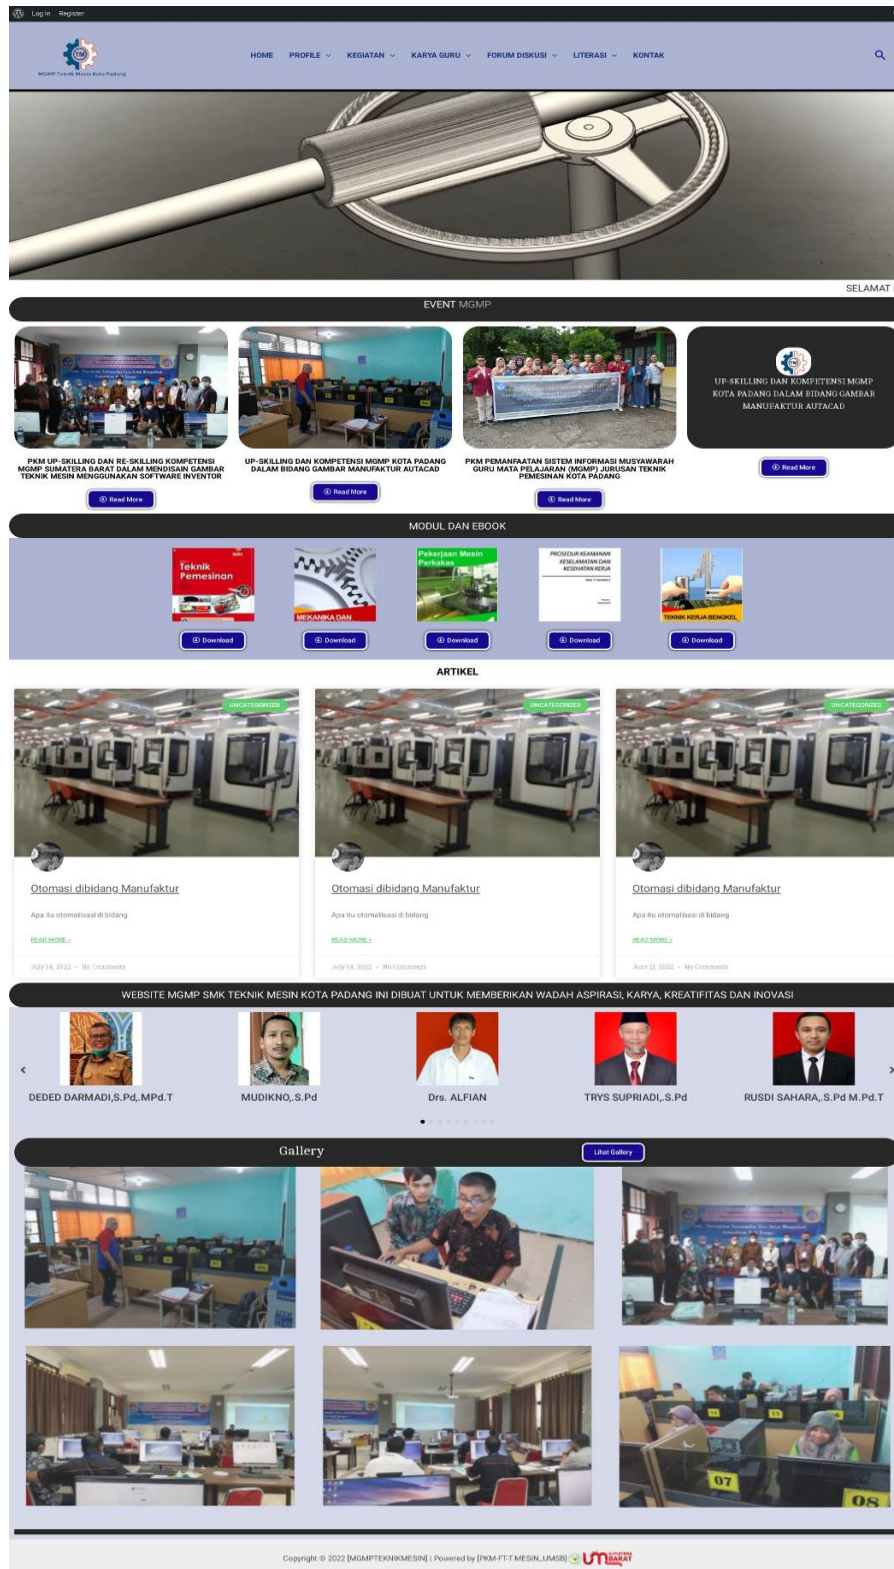 Log In Register
MGMP Teknik Mesin Kota Padang
HOME PROFILE KEGIATAN KARYA GURU FORUM DISKUSI LITERASI KONTAK
SELAMAT
EVENT MGMP
UP-SKILLING DAN KOMPETENSI MGMP
KOTA PADANG DALAM BIDANG GAMBAR
MANUFAKTUR AUTACAD
PKM UP-SKILLING DAN RE-SKILLING KOMPETENSI
MGMP SUMATERA BARAT DALAM MENDISAIN GAMBAR
TEKNIK MESIN MENGGUNAKAN SOFTWARE INVENTOR
Read More
UP-SKILLING DAN KOMPETENSI MGMP KOTA PADANG
DALAM BIDANG GAMBAR MANUFAKTUR AUTACAD
Read More
PKM PEMANFAATAN SISTEM INFORMASI MUSYAWARAH
GURU MATA PELAJARAN (MGMP) JURUSAN TEKNIK
PEMESINAN KOTA PADANG
Read More
Read More
MODUL DAN EBOOK
Teknik
Pemesinan
MEKANIKA DAN
Pekerjaan Mesin
Perkakas
PROSEDUR KEAMANAN
KESELAMATAN DAN
KESEHATAN KERJA
TEKNIK KERJA BENGKEL
Download Download Download Download Download
ARTIKEL
UNCATEGORIZED UNCATEGORIZED UNCATEGORIZED
Otomasi dibidang Manufaktur Otomasi dibidang Manufaktur Otomasi dibidang Manufaktur
Apa itu otomatisasi di bidang Apa itu otomatisasi di bidang Apa itu otomatisasi di bidang
READ MORE » READ MORE » READ MORE »
July 14, 2022 • No Comments July 14, 2022 • No Comments June 21, 2022 • No Comments
WEBSITE MGMP SMK TEKNIK MESIN KOTA PADANG INI DIBUAT UNTUK MEMBERIKAN WADAH ASPIRASI, KARYA, KREATIFITAS DAN INOVASI
DEDED DARMADI,S.Pd,.MPd.T MUDIKNO,.S.Pd Drs. ALFIAN TRYS SUPRIADI,.S.Pd RUSDI SAHARA,.S.Pd M.Pd.T
Gallery Lihat Gallery
07
08
Copyright © 2022 [MGMPTEKNIKMESIN] | Powered by [PKM-FT-T.MESIN_UMSB] UM SUMATERA BARAT